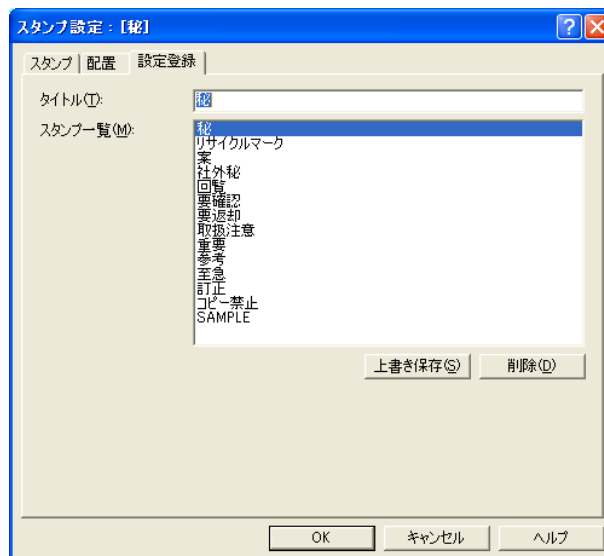 スタンプ設定:[秘]
スタンプ 配置 設定登録
タイトル(T): 秘
スタンプ一覧(M):
秘
リサイクルマーク
案
社外秘
回覧
要確認
要返却
取扱注意
重要
参考
至急
訂正
コピー禁止
SAMPLE
上書き保存(S) 削除(D)
OK キャンセル ヘルプ